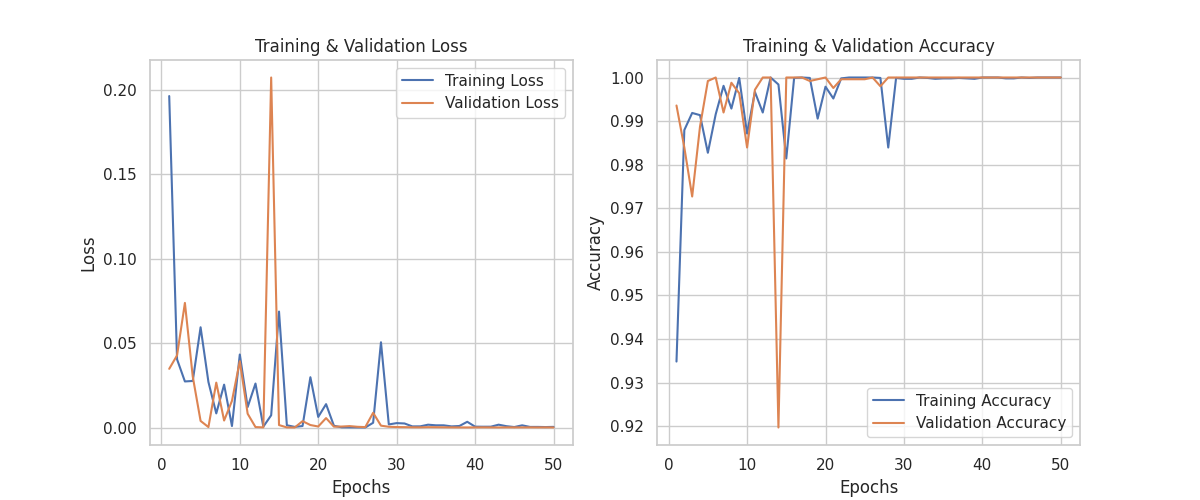 Training & Validation Loss
Training Loss
Validation Loss
0.20
0.15
0.10
0.05
0.00
Loss
0 10 20 30 40 50
Epochs
Training & Validation Accuracy
1.00
0.99
0.98
0.97
0.96
0.95
0.94
0.93
0.92
Accuracy
Training Accuracy
Validation Accuracy
0 10 20 30 40 50
Epochs